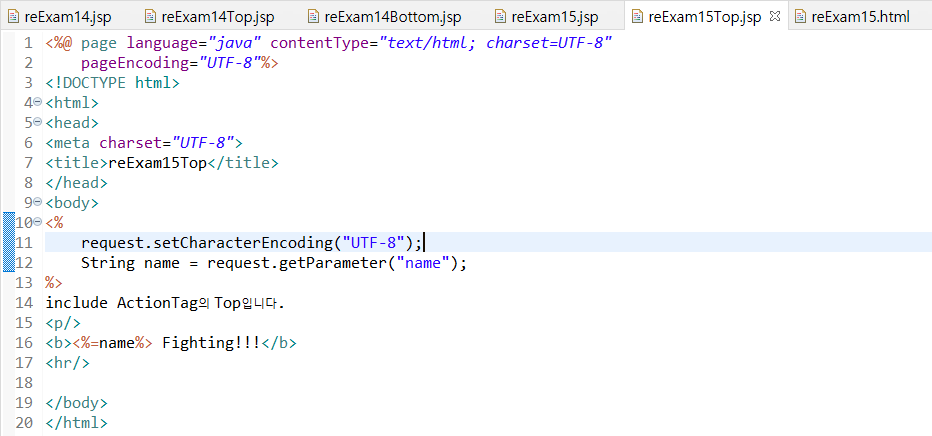 reExam14.jsp reExam14Top.jsp reExam14Bottom.jsp reExam15.jsp reExam15Top.jsp reExam15.html
1 <%@ page language="java" contentType="text/html; charset=UTF-8"
2     pageEncoding="UTF-8"%>
3 <!DOCTYPE html>
4 <html>
5 <head>
6 <meta charset="UTF-8">
7 <title>reExam15Top</title>
8 </head>
9 <body>
10 <%
11     request.setCharacterEncoding("UTF-8");
12     String name = request.getParameter("name");
13 %>
14 include ActionTag의 Top입니다.
15 <p/>
16 <b><%=name%> Fighting!!!</b>
17 <hr/>
18
19 </body>
20 </html>